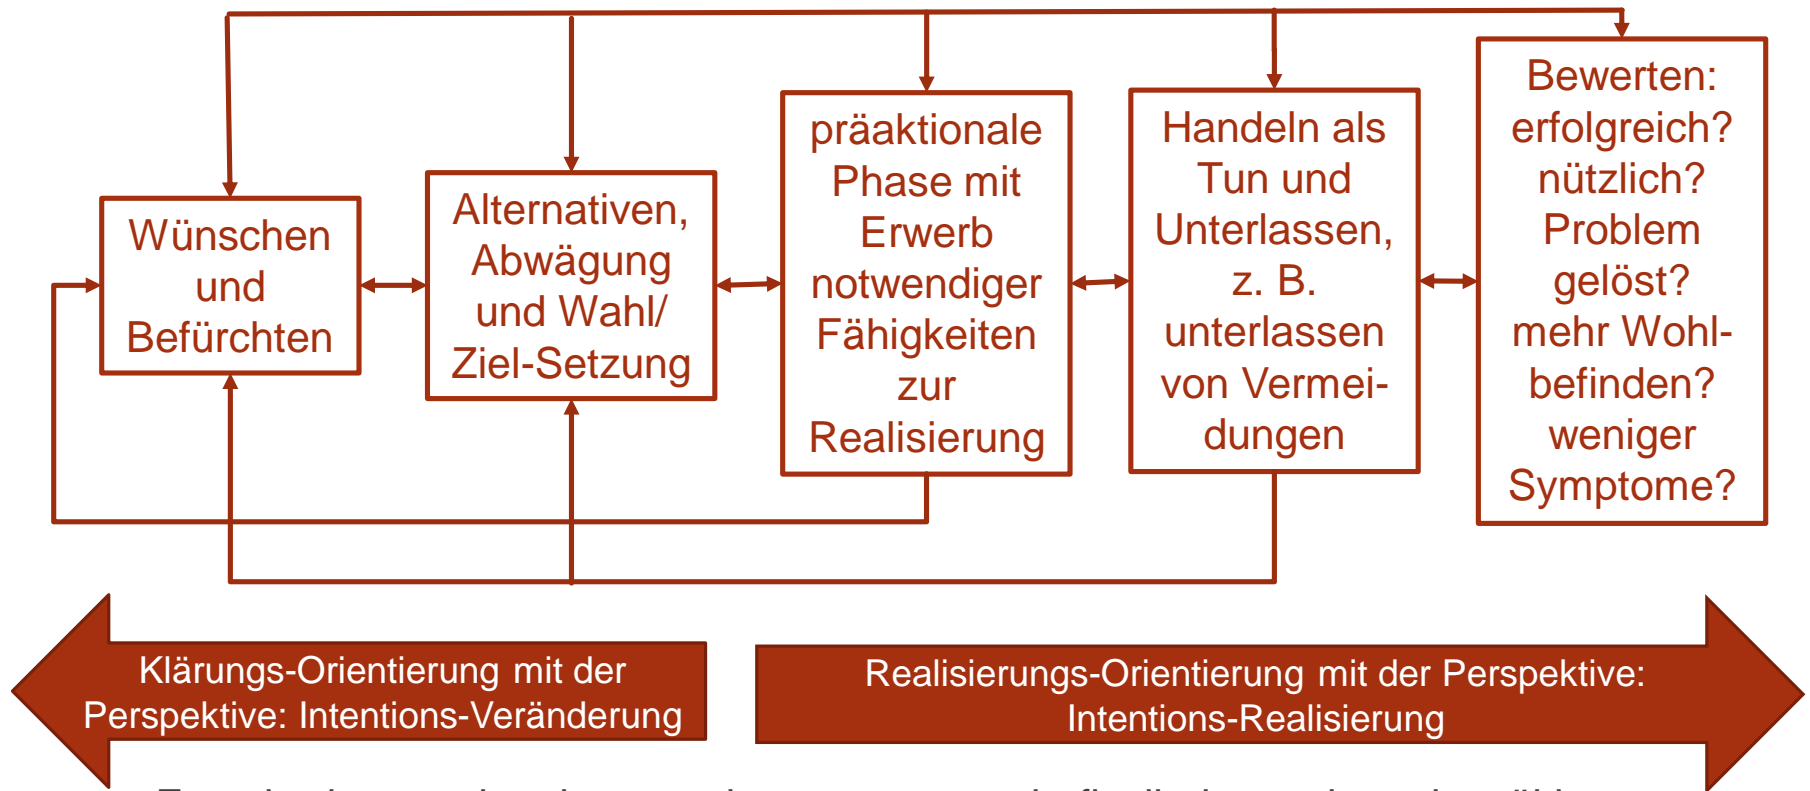 Wünschen
und
Befürchten
Alternativen,
Abwägung
und Wahl/
Ziel-Setzung
präaktionale
Phase mit
Erwerb
notwendiger
Fähigkeiten
zur
Realisierung
Handeln als
Tun und
Unterlassen,
z. B.
unterlassen
von Vermei-
dungen
Bewerten:
erfolgreich?
nützlich?
Problem
gelöst?
mehr Wohl-
befinden?
weniger
Symptome?
Klärungs-Orientierung mit der
Perspektive: Intentions-Veränderung
Realisierungs-Orientierung mit der Perspektive:
Intentions-Realisierung